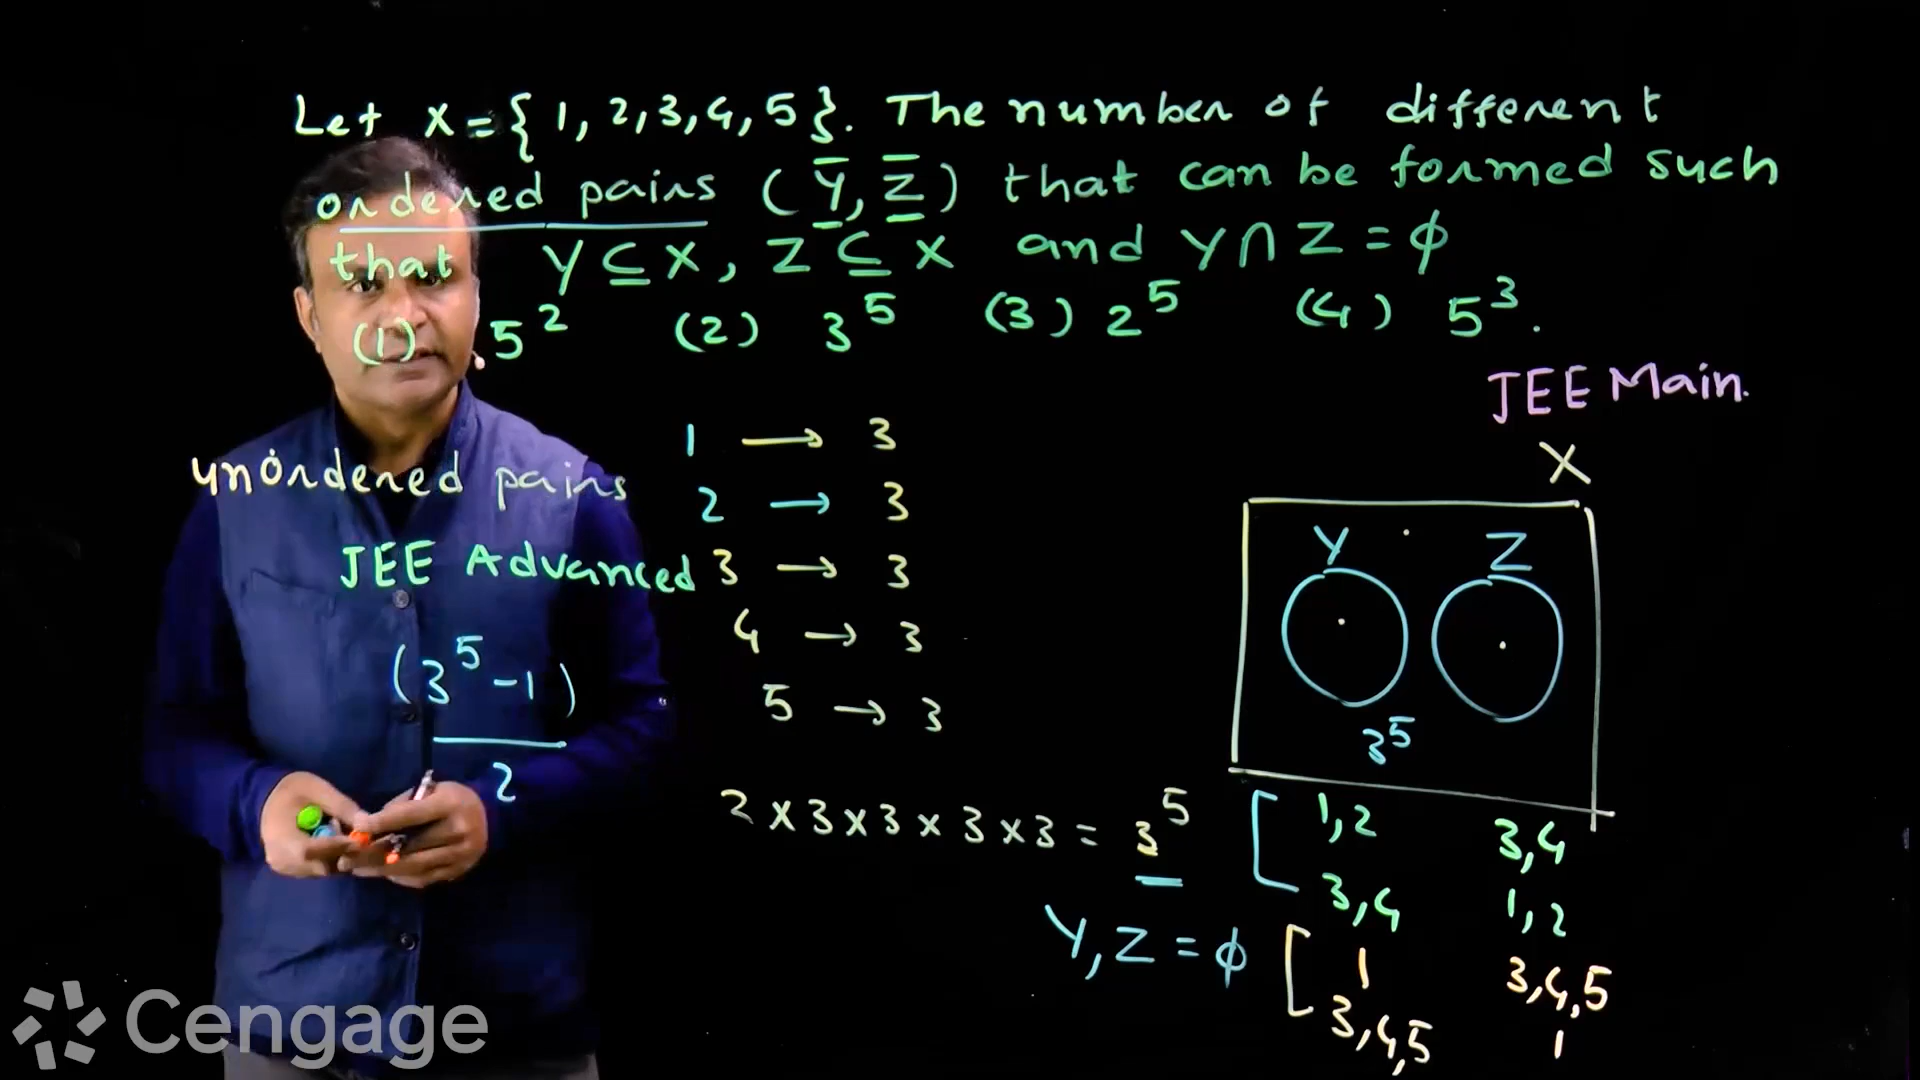 Let X = { 1, 2, 3, 4, 5 }. The number of different
ordered pairs ( Y, Z ) that can be formed such
that Y ⊆ X, Z ⊆ X and Y ∩ Z = ϕ
(1) 5² (2) 3⁵ (3) 2⁵ (4) 5³.
JEE Main.
1 → 3
2 → 3
3 → 3
4 → 3
5 → 3
3 × 3 × 3 × 3 × 3 = 3⁵
unordered pairs
JEE Advanced
(3⁵ - 1)
2
X
Y Z
3⁵
1,2 3,4
3,4 1,2
Y, Z = ϕ
1 3,4,5
3,4,5 1
Cengage